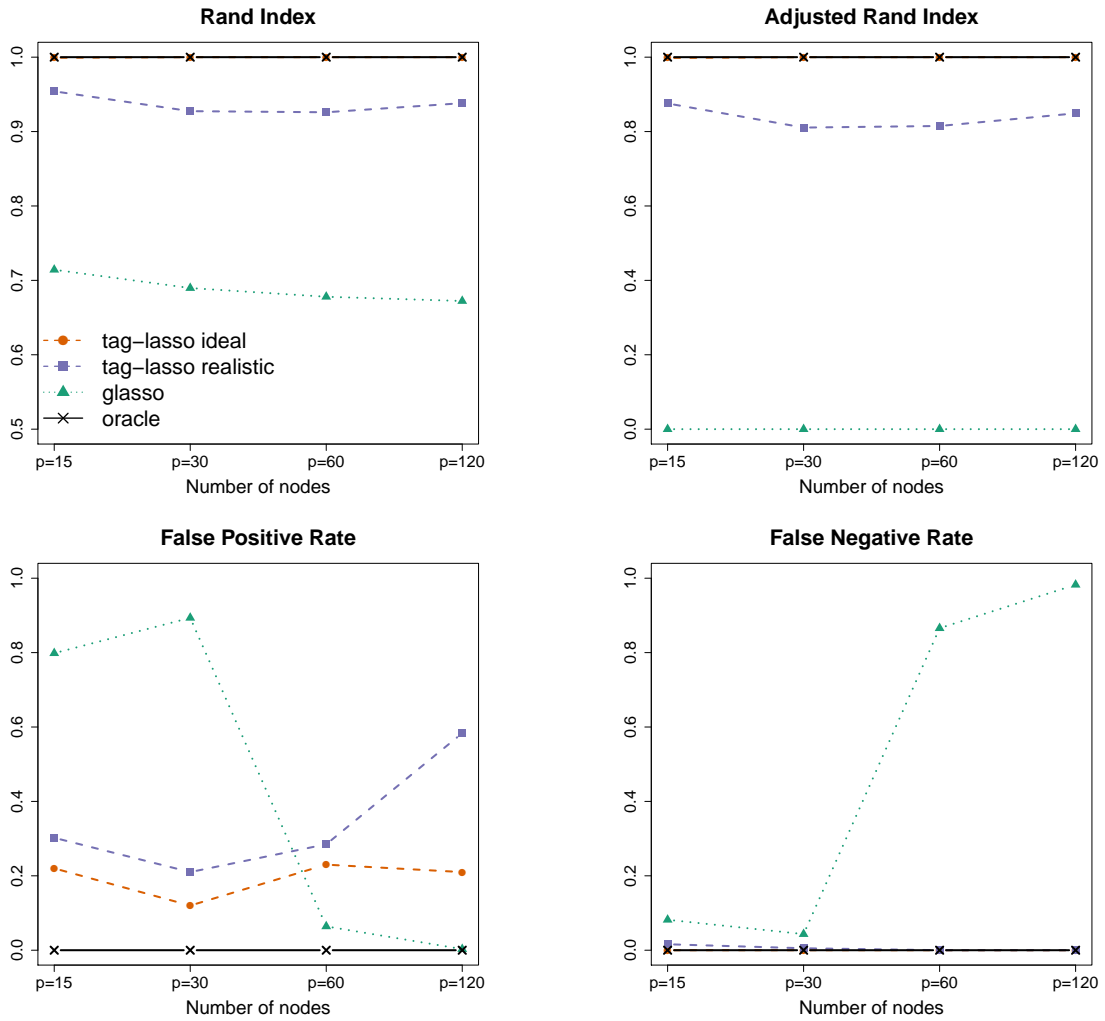 Rand Index
1.0
0.9
0.8
0.7
0.6
0.5
tag−lasso ideal
tag−lasso realistic
glasso
oracle
p=15 p=30 p=60 p=120
Number of nodes
Adjusted Rand Index
1.0
0.8
0.6
0.4
0.2
0.0
p=15 p=30 p=60 p=120
Number of nodes
False Positive Rate
1.0
0.8
0.6
0.4
0.2
0.0
p=15 p=30 p=60 p=120
Number of nodes
False Negative Rate
1.0
0.8
0.6
0.4
0.2
0.0
p=15 p=30 p=60 p=120
Number of nodes